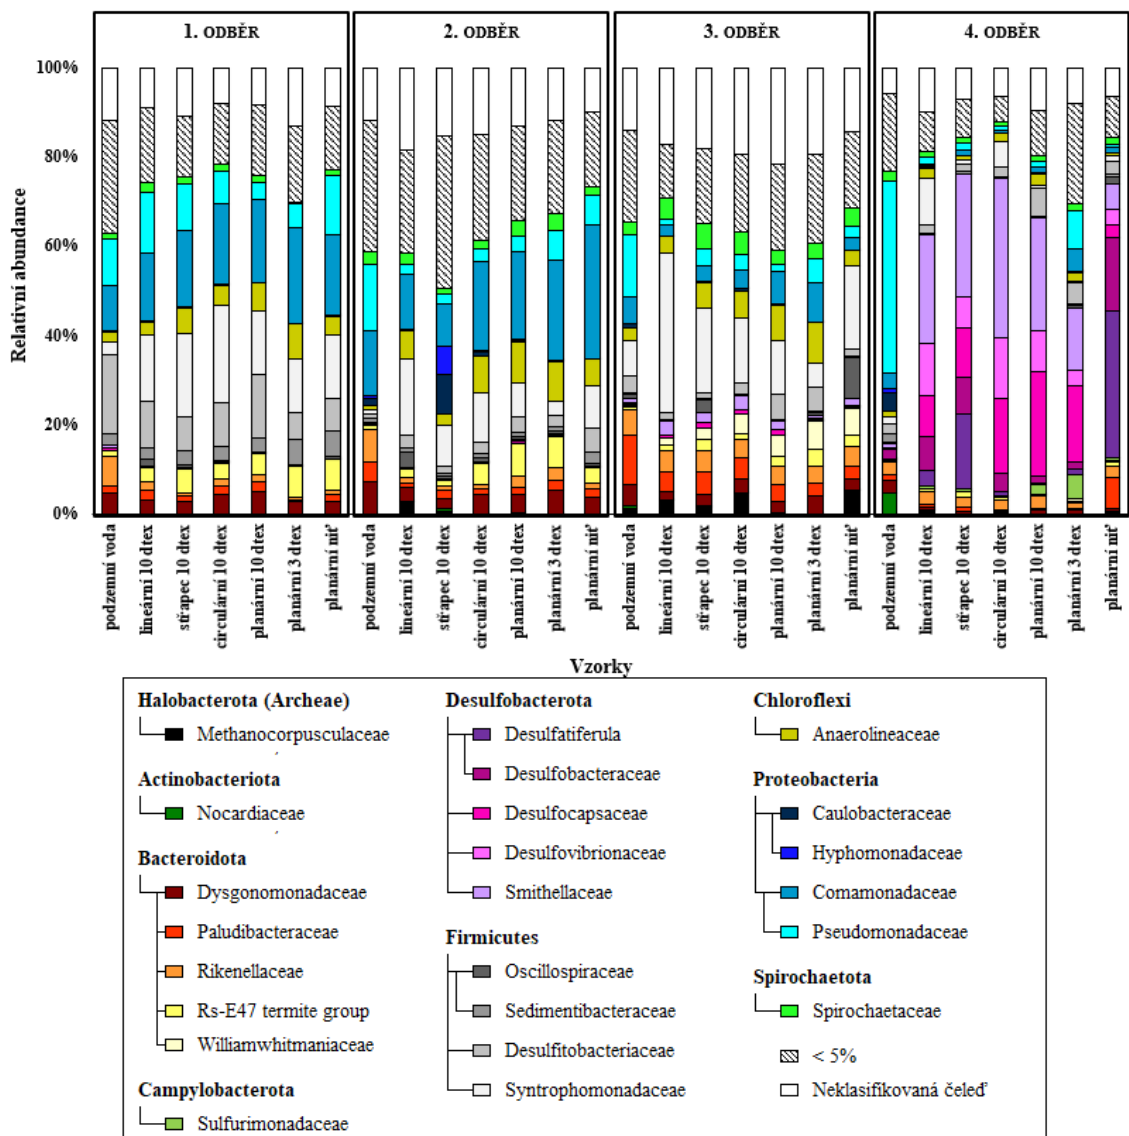 1. ODBĚR
2. ODBĚR
3. ODBĚR
4. ODBĚR
Relativní abundance
100%
80%
60%
40%
20%
0%
podzemní voda
lineární 10 dtex
střapec 10 dtex
circulární 10 dtex
planární 10 dtex
planární 3 dtex
planární niť
podzemní voda
lineární 10 dtex
střapec 10 dtex
circulární 10 dtex
planární 10 dtex
planární 3 dtex
planární niť
podzemní voda
lineární 10 dtex
střapec 10 dtex
circulární 10 dtex
planární 10 dtex
planární 3 dtex
planární niť
podzemní voda
lineární 10 dtex
střapec 10 dtex
circulární 10 dtex
planární 10 dtex
planární 3 dtex
planární niť
Vzorky
Halobacterota (Archeae)
Methanocorpusculaceae
Actinobacteriota
Nocardiaceae
Bacteroidota
Dysgonomonadaceae
Paludibacteraceae
Rikenellaceae
Rs-E47 termite group
Williamwhitmaniaceae
Campylobacterota
Sulfurimonadaceae
Desulfobacterota
Desulfatiferula
Desulfobacteraceae
Desulfocapsaceae
Desulfovibrionaceae
Smithellaceae
Firmicutes
Oscillospiraceae
Sedimentibacteraceae
Desulfitobacteriaceae
Syntrophomonadaceae
Chloroflexi
Anaerolineaceae
Proteobacteria
Caulobacteraceae
Hyphomonadaceae
Comamonadaceae
Pseudomonadaceae
Spirochaetota
Spirochaetaceae
< 5%
Neklasifikovaná čeleď